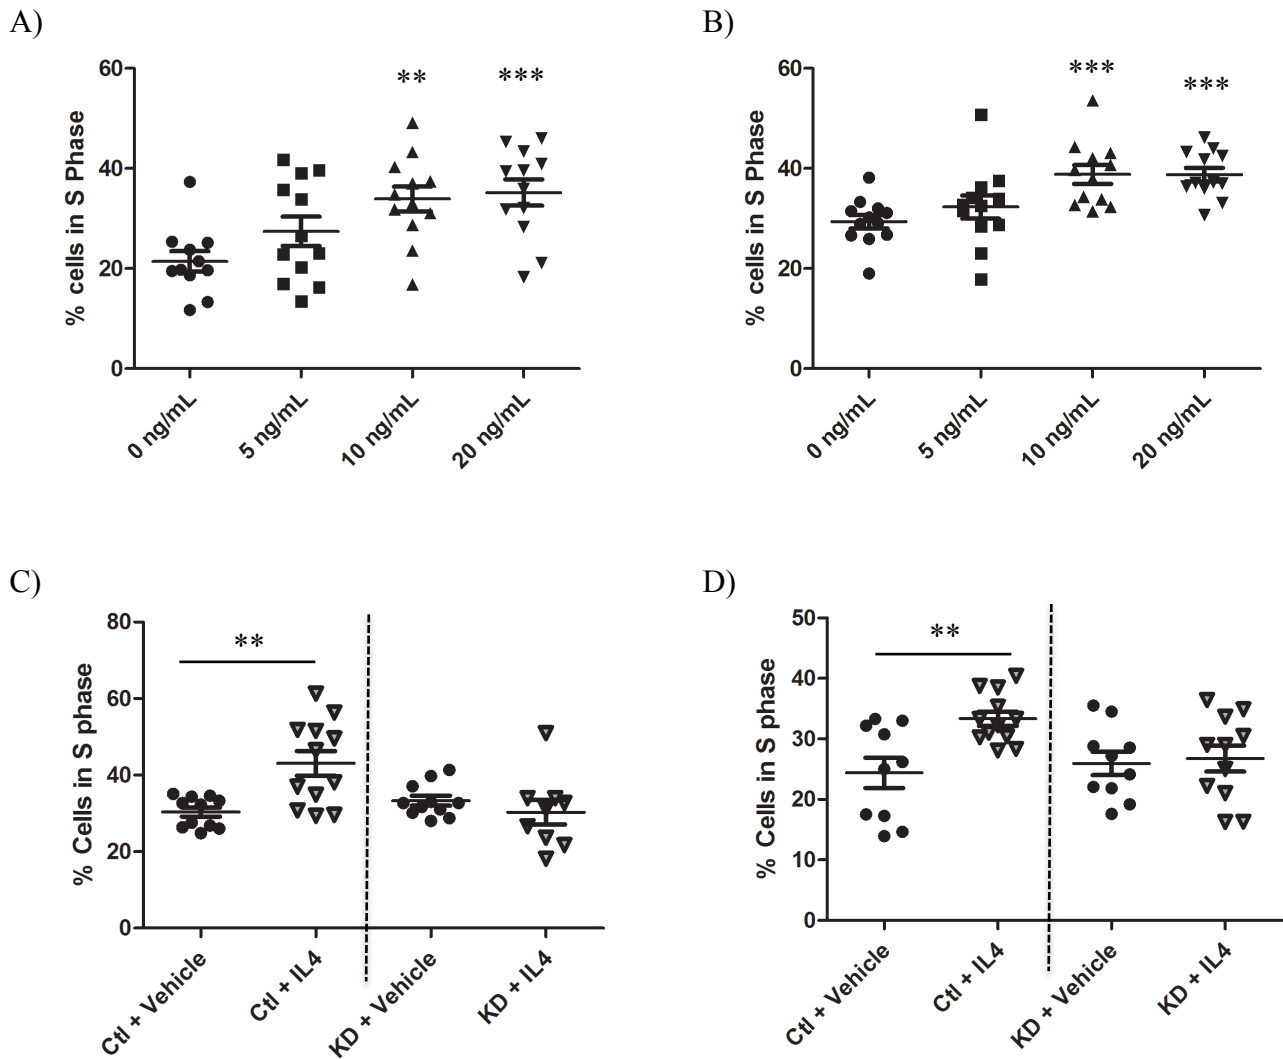 A)
60
40
20
0
% cells in S Phase
**
***
0 ng/mL
5 ng/mL
10 ng/mL
20 ng/mL
B)
60
40
20
0
% cells in S Phase
***
***
0 ng/mL
5 ng/mL
10 ng/mL
20 ng/mL
C)
80
60
40
20
0
% Cells in S phase
**
Ctl + Vehicle
Ctl + IL4
KD + Vehicle
KD + IL4
D)
50
40
30
20
10
0
% Cells in S phase
**
Ctl + Vehicle
Ctl + IL4
KD + Vehicle
KD + IL4